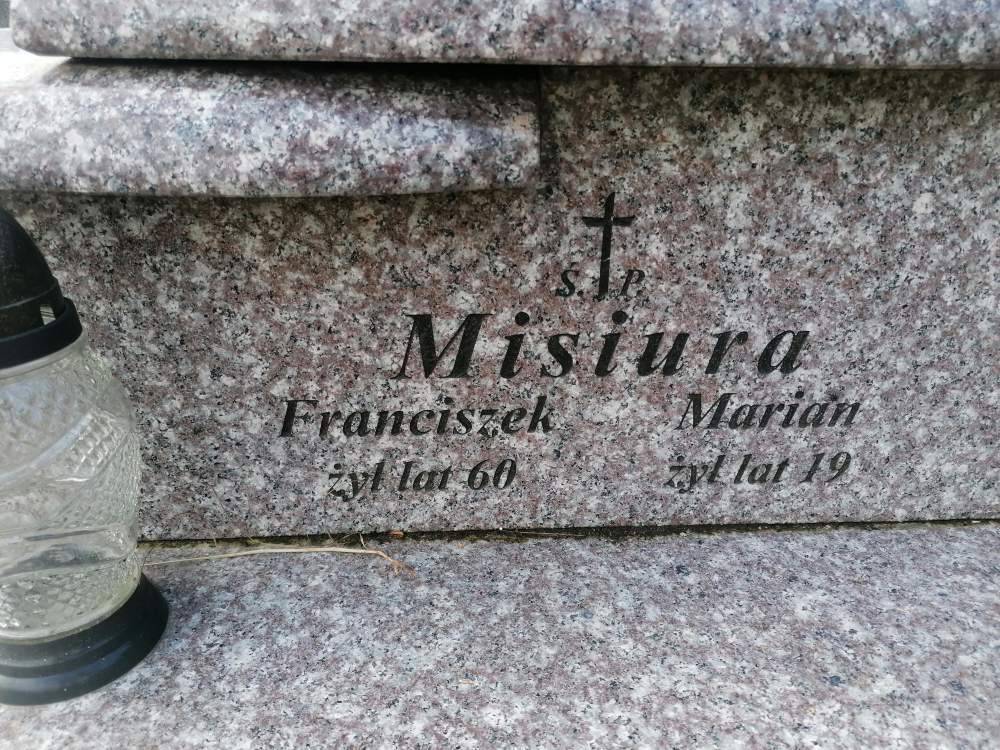 Ś. P.
Misiura
Franciszek Marian
żył lat 60 żył lat 19